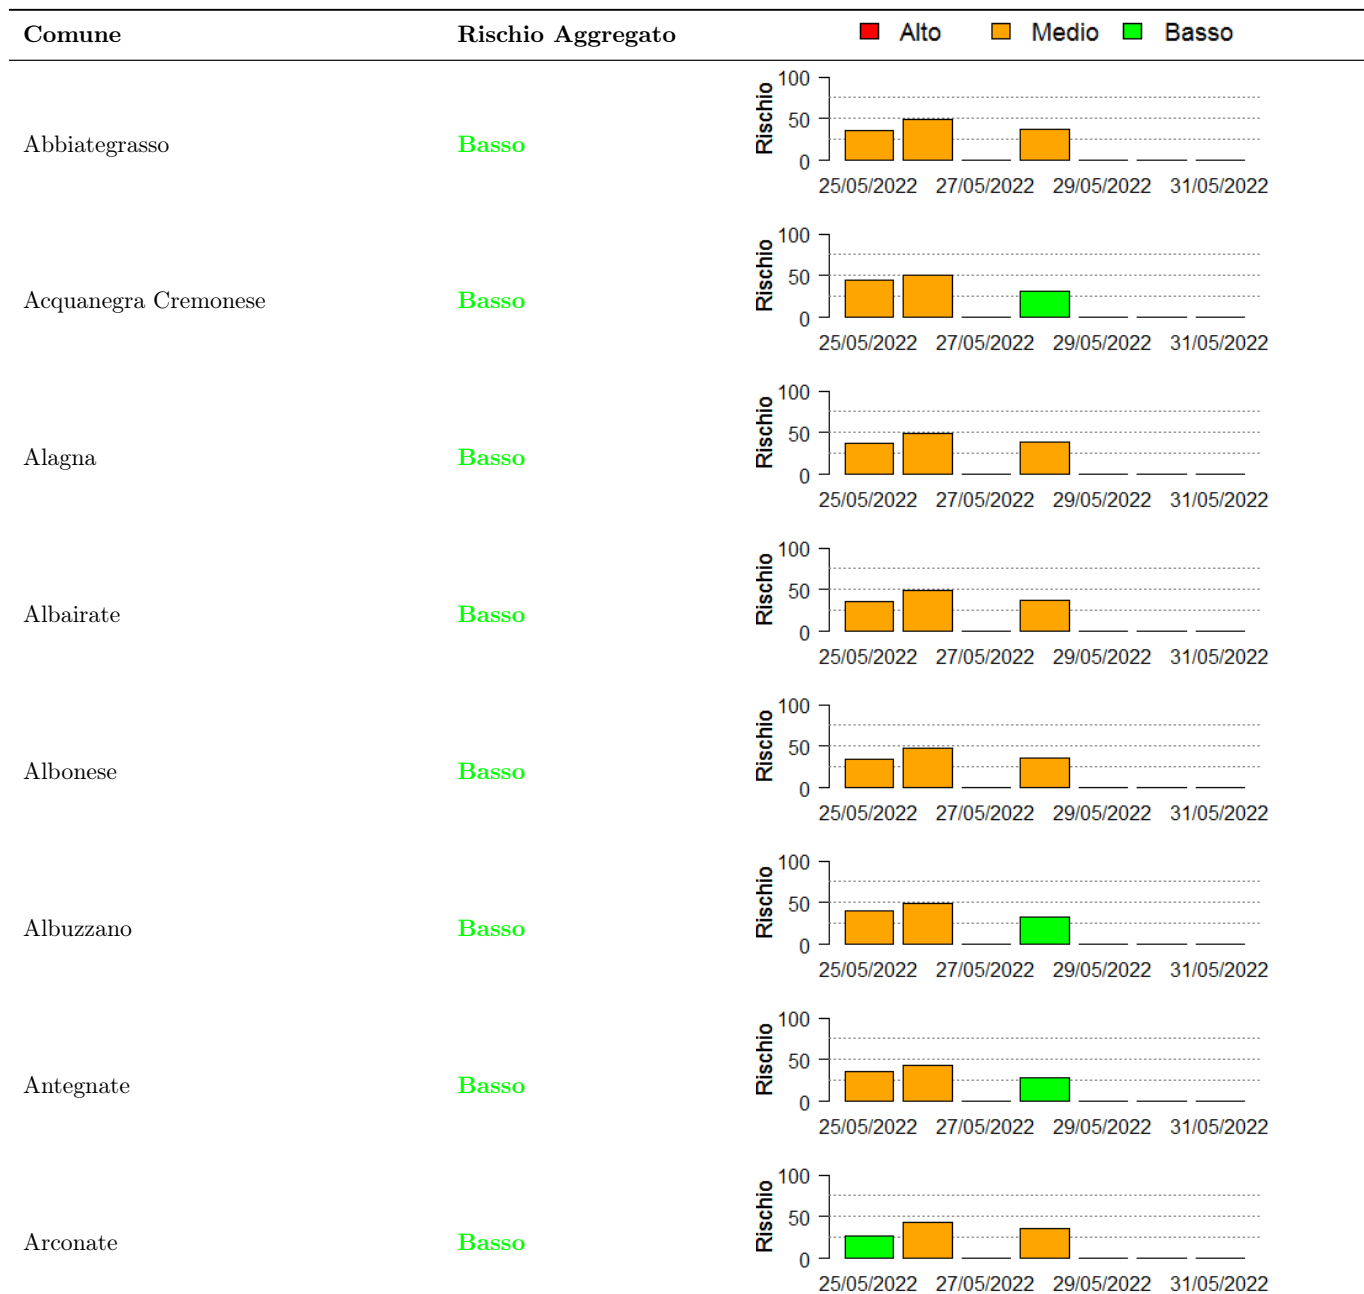 Comune Rischio Aggregato Alto Medio Basso
100
50
0
Rischio
Abbiategrasso Basso
25/05/2022 27/05/2022 29/05/2022 31/05/2022
100
50
0
Rischio
Acquanegra Cremonese Basso
25/05/2022 27/05/2022 29/05/2022 31/05/2022
100
50
0
Rischio
Alagna Basso
25/05/2022 27/05/2022 29/05/2022 31/05/2022
100
50
0
Rischio
Albairate Basso
25/05/2022 27/05/2022 29/05/2022 31/05/2022
100
50
0
Rischio
Albonese Basso
25/05/2022 27/05/2022 29/05/2022 31/05/2022
100
50
0
Rischio
Albuzzano Basso
25/05/2022 27/05/2022 29/05/2022 31/05/2022
100
50
0
Rischio
Antegnate Basso
25/05/2022 27/05/2022 29/05/2022 31/05/2022
100
50
0
Rischio
Arconate Basso
25/05/2022 27/05/2022 29/05/2022 31/05/2022